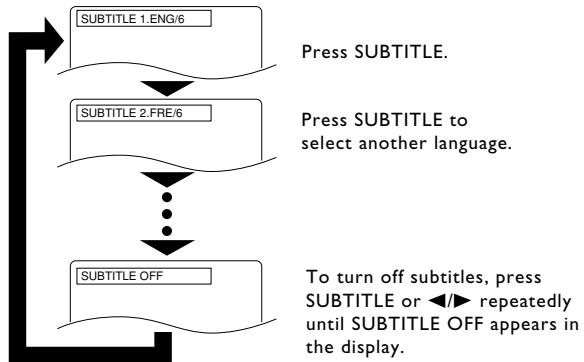 SUBTITLE 1.ENG/6
Press SUBTITLE.
SUBTITLE 2.FRE/6
Press SUBTITLE to
select another language.
SUBTITLE OFF
To turn off subtitles, press
SUBTITLE or ◀/▶ repeatedly
until SUBTITLE OFF appears in
the display.